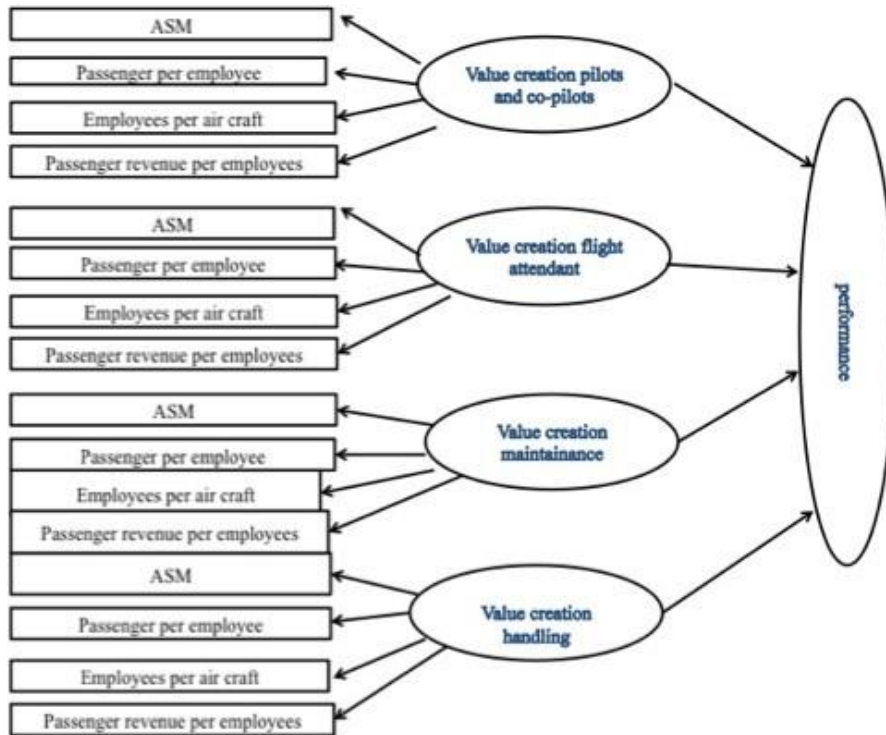 ASM
Passenger per employee
Employees per air craft
Passenger revenue per employees
Value creation pilots
and co-pilots
ASM
Passenger per employee
Employees per air craft
Passenger revenue per employees
Value creation flight
attendant
ASM
Passenger per employee
Employees per air craft
Passenger revenue per employees
Value creation
maintainance
ASM
Passenger per employee
Employees per air craft
Passenger revenue per employees
Value creation
handling
performance